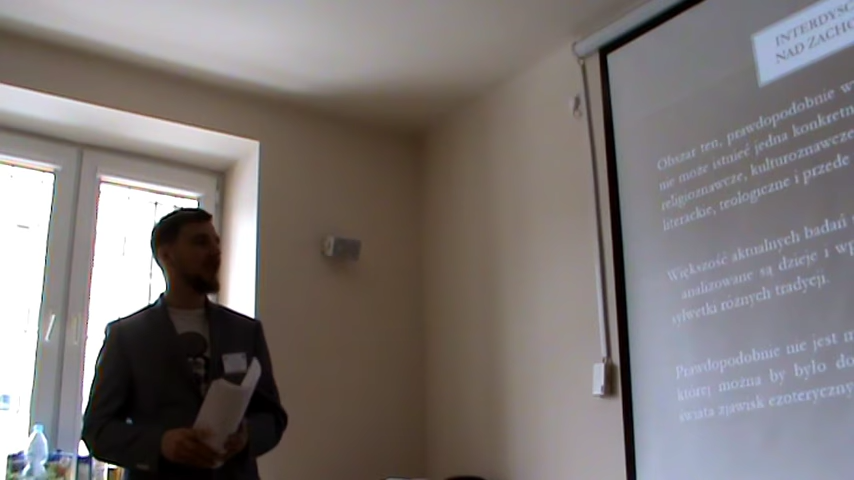 INTERDYSC
NAD ZACHO
Obszar ten, prawdopodobnie w
nie może istnieć jedna konkretn
religioznawcze, kulturoznawcze
literackie, teologiczne i przede
Większość aktualnych badań
analizowane są dzieje i wp
sylwetki różnych tradycji.
Prawdopodobnie nie jest m
której można by było do
świata zjawisk ezoteryczny